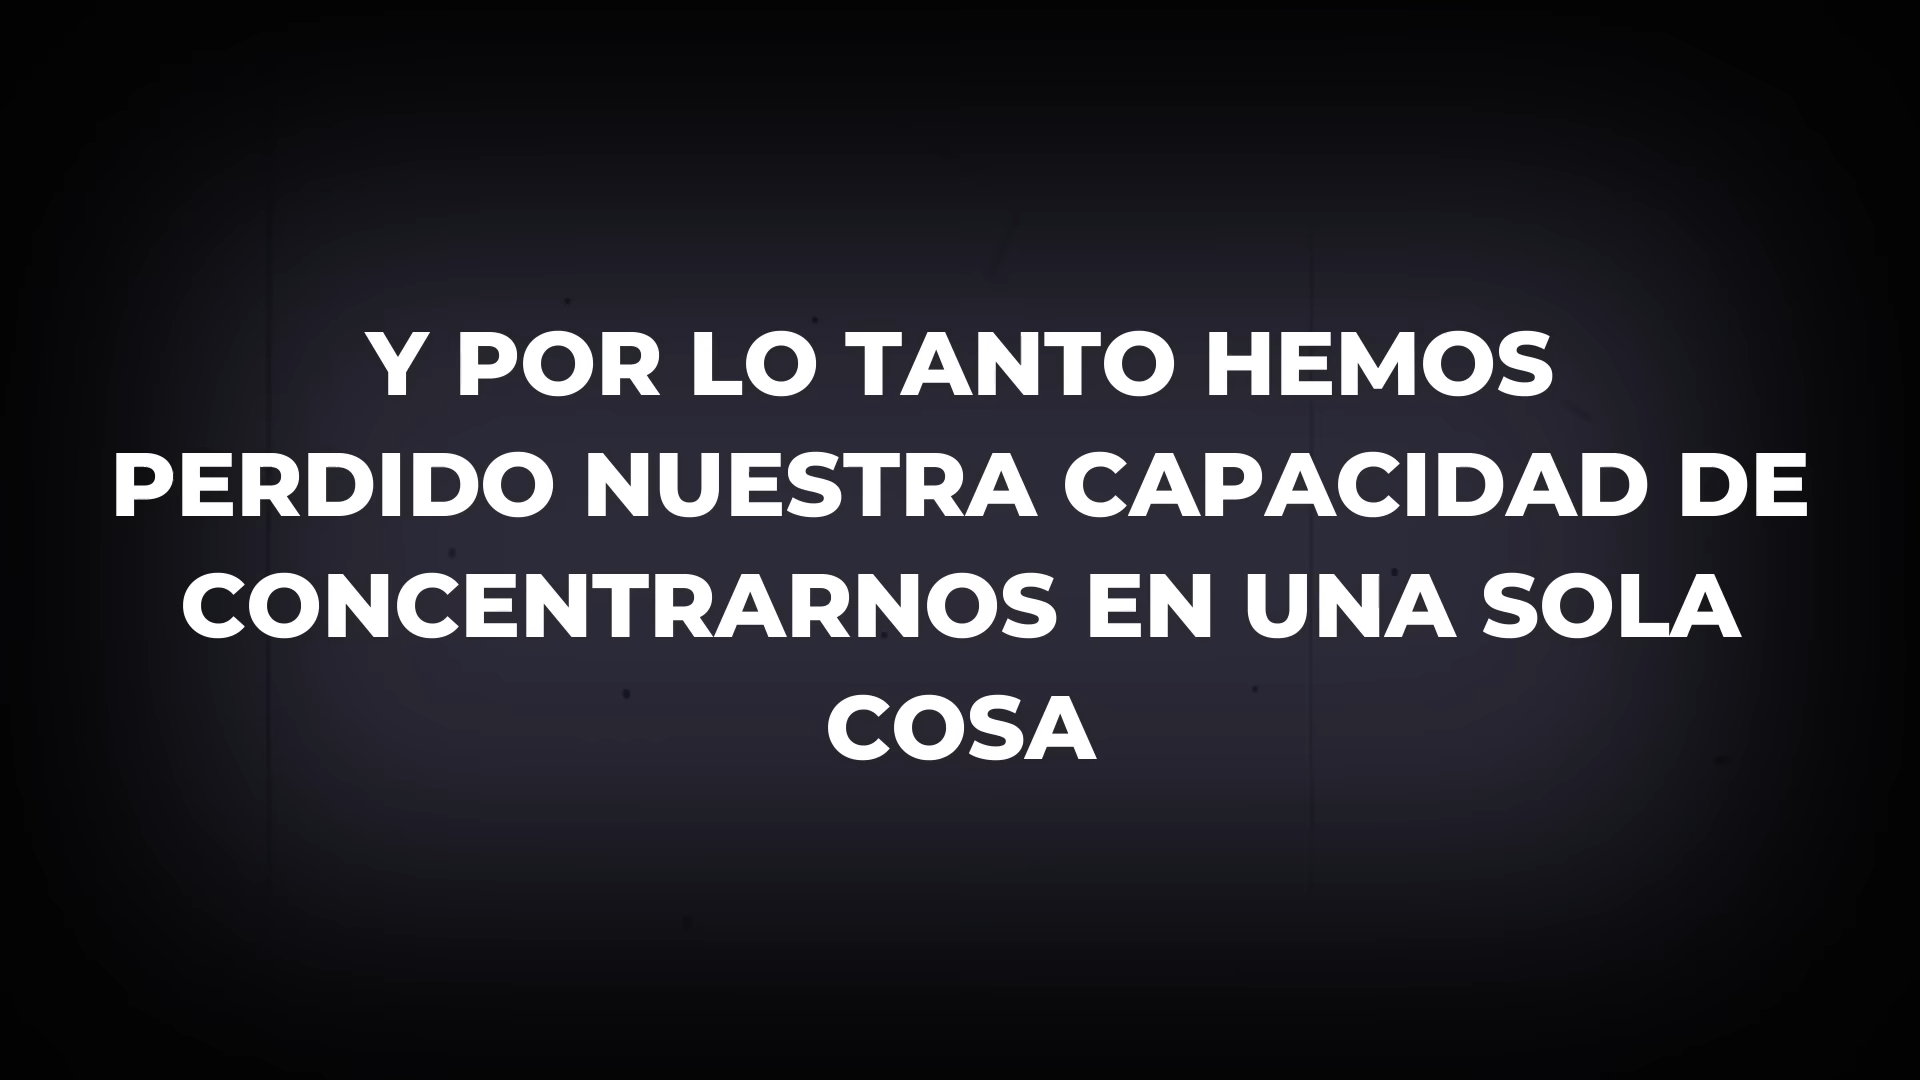 Y POR LO TANTO HEMOS
PERDIDO NUESTRA CAPACIDAD DE
CONCENTRARNOS EN UNA SOLA
COSA